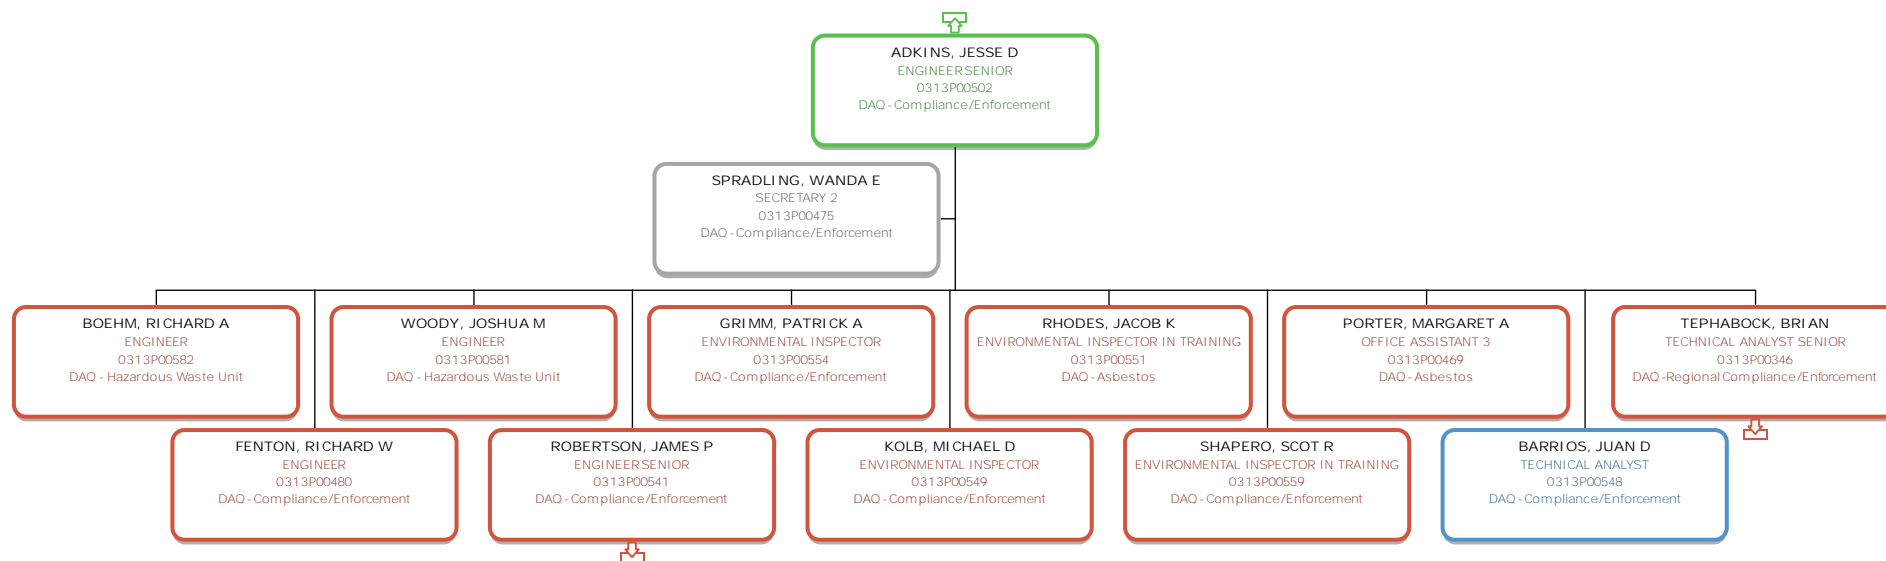 ADKINS, JESSE D
ENGINEER SENIOR
0313P00502
DAQ - Compliance/Enforcement
SPRADLING, WANDA E
SECRETARY 2
0313P00475
DAQ - Compliance/Enforcement
BOEHM, RICHARD A
ENGINEER
0313P00582
DAQ - Hazardous Waste Unit
WOODY, JOSHUA M
ENGINEER
0313P00581
DAQ - Hazardous Waste Unit
GRIMM, PATRICK A
ENVIRONMENTAL INSPECTOR
0313P00554
DAQ - Compliance/Enforcement
RHODES, JACOB K
ENVIRONMENTAL INSPECTOR IN TRAINING
0313P00551
DAQ - Asbestos
PORTER, MARGARET A
OFFICE ASSISTANT 3
0313P00469
DAQ - Asbestos
TEPHABOCK, BRIAN
TECHNICAL ANALYST SENIOR
0313P00346
DAQ -Regional Compliance/Enforcement
FENTON, RICHARD W
ENGINEER
0313P00480
DAQ - Compliance/Enforcement
ROBERTSON, JAMES P
ENGINEER SENIOR
0313P00541
DAQ - Compliance/Enforcement
KOLB, MICHAEL D
ENVIRONMENTAL INSPECTOR
0313P00549
DAQ - Compliance/Enforcement
SHAPERO, SCOT R
ENVIRONMENTAL INSPECTOR IN TRAINING
0313P00559
DAQ - Compliance/Enforcement
BARRIOS, JUAN D
TECHNICAL ANALYST
0313P00548
DAQ - Compliance/Enforcement